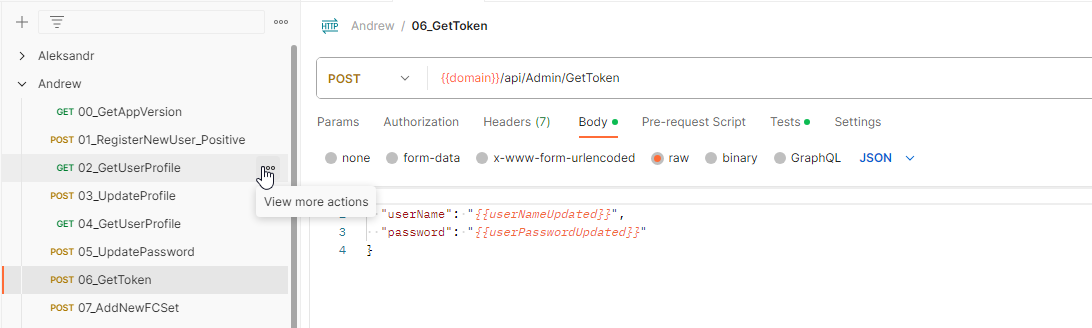 HTTP Andrew / 06_GetToken
Aleksandr
Andrew
POST {{domain}}/api/Admin/GetToken
GET 00_GetAppVersion
POST 01_RegisterNewUser_Positive
GET 02_GetUserProfile
POST 03_UpdateProfile
GET 04_GetUserProfile
POST 05_UpdatePassword
POST 06_GetToken
POST 07_AddNewFCSet
View more actions
Params Authorization Headers (7) Body Pre-request Script Tests Settings
none form-data x-www-form-urlencoded raw binary GraphQL JSON
"userName": "{{userNameUpdated}}",
3 "password": "{{userPasswordUpdated}}"
4 }